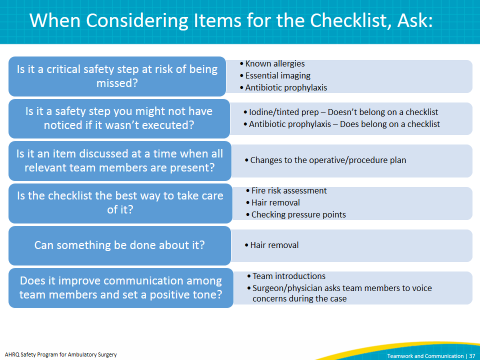 When Considering Items for the Checklist, Ask:
Is it a critical safety step at risk of being
missed?
• Known allergies
• Essential imaging
• Antibiotic prophylaxis
Is it a safety step you might not have
noticed if it wasn't executed?
• Iodine/tinted prep – Doesn't belong on a checklist
• Antibiotic prophylaxis – Does belong on a checklist
Is it an item discussed at a time when all
relevant team members are present?
• Changes to the operative/procedure plan
Is the checklist the best way to take care
of it?
• Fire risk assessment
• Hair removal
• Checking pressure points
Can something be done about it?
• Hair removal
Does it improve communication among
team members and set a positive tone?
• Team introductions
• Surgeon/physician asks team members to voice
concerns during the case
AHRQ Safety Program for Ambulatory Surgery
Teamwork and Communication | 37